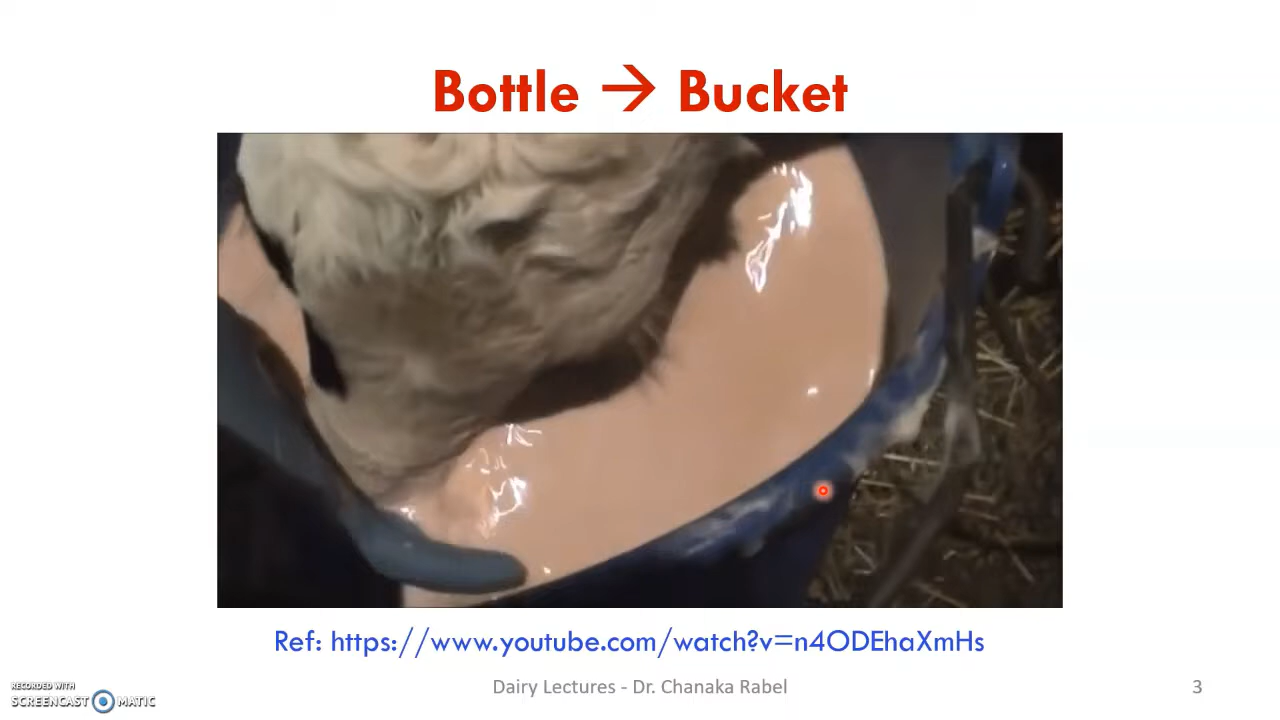 Bottle → Bucket
Ref: https://www.youtube.com/watch?v=n4ODEhaXmHs
Dairy Lectures - Dr. Chanaka Rabel
3
RECORDED WITH
SCREENCAST MATIC